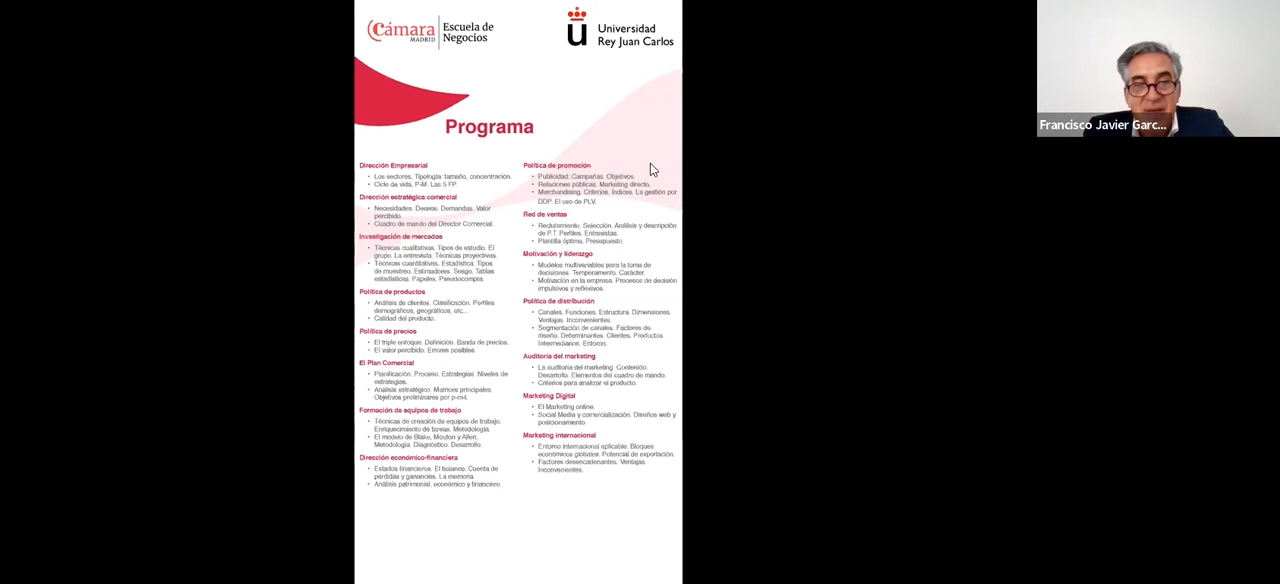 Cámara
MADRID
Escuela de
Negocios
Universidad
Rey Juan Carlos
Programa
Dirección Empresarial
• Los sectores. Tipología: tamaño, concentración.
• Ciclo de vida. P-M. Las 5 FP.
Dirección estratégica comercial
• Necesidades. Deseos. Demandas. Valor
percibido.
• Cuadro de mando del Director Comercial.
Investigación de mercados
• Técnicas cualitativas. Tipos de estudio. El
grupo. La entrevista. Técnicas proyectivas.
• Técnicas cuantitativas. Estadística. Tipos
de muestreo. Estimadores. Sesgo. Tablas
estadísticas. Papeles. Pseudocompra.
Política de productos
• Análisis de clientes. Clasificación. Perfiles
demográficos, geográficos, etc...
• Calidad del producto.
Política de precios
• El triple enfoque. Definición. Banda de precios.
• El valor percibido. Errores posibles.
El Plan Comercial
• Planificación. Proceso. Estrategias. Niveles de
estrategias.
• Análisis estratégico. Matrices principales.
Objetivos preliminares por p-m-t.
Formación de equipos de trabajo
• Técnicas de creación de equipos de trabajo.
Enriquecimiento de tareas. Metodología.
• El modelo de Blake, Mouton y Allen.
Metodología. Diagnóstico. Desarrollo.
Dirección económico-financiera
• Estados financieros. El balance. Cuenta de
pérdidas y ganancias. La memoria.
• Análisis patrimonial, económico y financiero.
Política de promoción
• Publicidad: Campañas. Objetivos.
• Relaciones públicas. Marketing directo.
• Merchandising. Criterios. Índices. La gestión por
DDP. El uso de PLV.
Red de ventas
• Reclutamiento. Selección. Análisis y descripción
de P.T. Perfiles. Entrevistas.
• Plantilla óptima. Presupuesto.
Motivación y liderazgo
• Modelos multivariables para la toma de
decisiones. Temperamento. Carácter.
• Motivación en la empresa. Procesos de decisión
impulsivos y reflexivos.
Política de distribución
• Canales. Funciones. Estructura. Dimensiones.
Ventajas. Inconvenientes
• Segmentación de canales. Factores de
diseño. Determinantes. Clientes. Productos.
Intermediarios. Entorno.
Auditoría del marketing
• La auditoría del marketing. Contenido.
Desarrollo. Elementos del cuadro de mando.
• Criterios para analizar el producto.
Marketing Digital
• El Marketing online.
• Social Media y comercialización. Diseños web y
posicionamiento.
Marketing internacional
• Entorno internacional aplicable. Bloques
económicos globales. Potencial de exportación.
• Factores desencadenantes. Ventajas.
Inconvenientes.
Francisco Javier Garc...